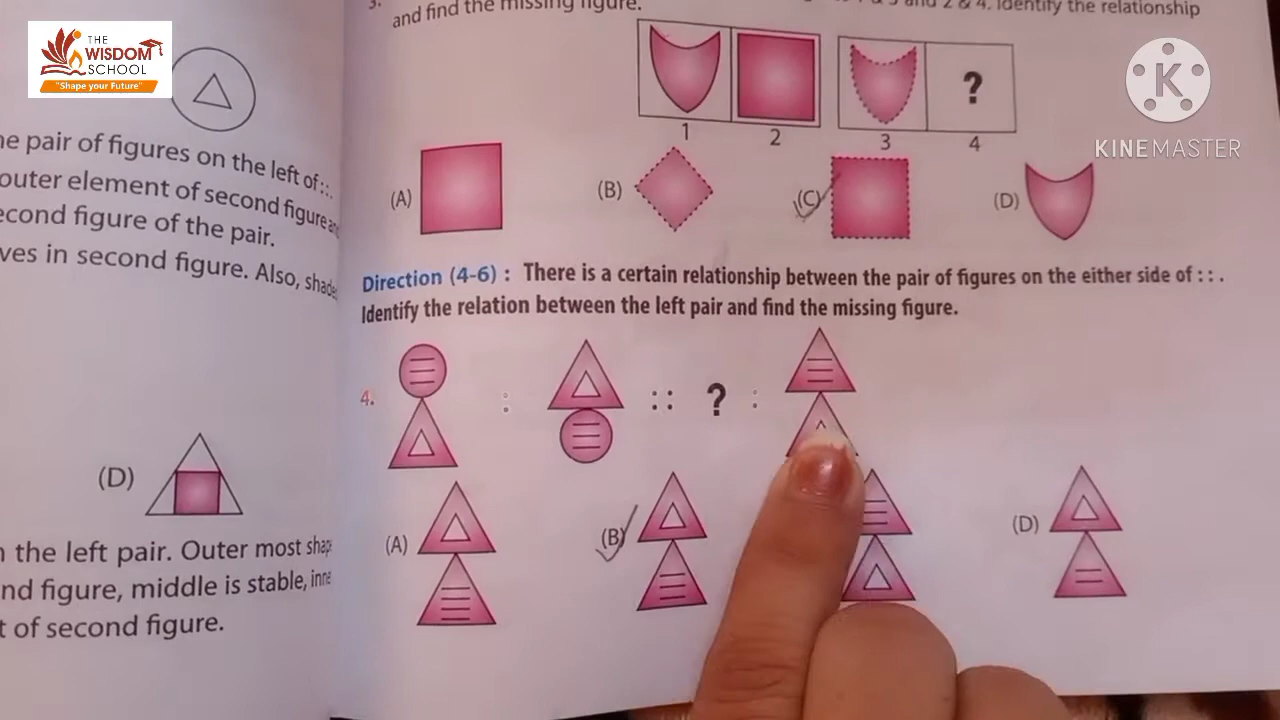 THE
WISDOM
SCHOOL
"Shape your Future"
K
KINEMASTER
he pair of figures on the left of : :.
outer element of second figure
econd figure of the pair.
ves in second figure. Also,
(D)
the left pair. Outer most
nd figure, middle is stable,
t of second figure.
3.
and 2 & 4. Identify the relationship
and find the missing figure.
?
1 2 3 4
(A) (B) (C) (D)
Direction (4-6) : There is a certain relationship between the pair of figures on the either side of : : .
Identify the relation between the left pair and find the missing figure.
4. : : : ? :
(A) (B) (D)